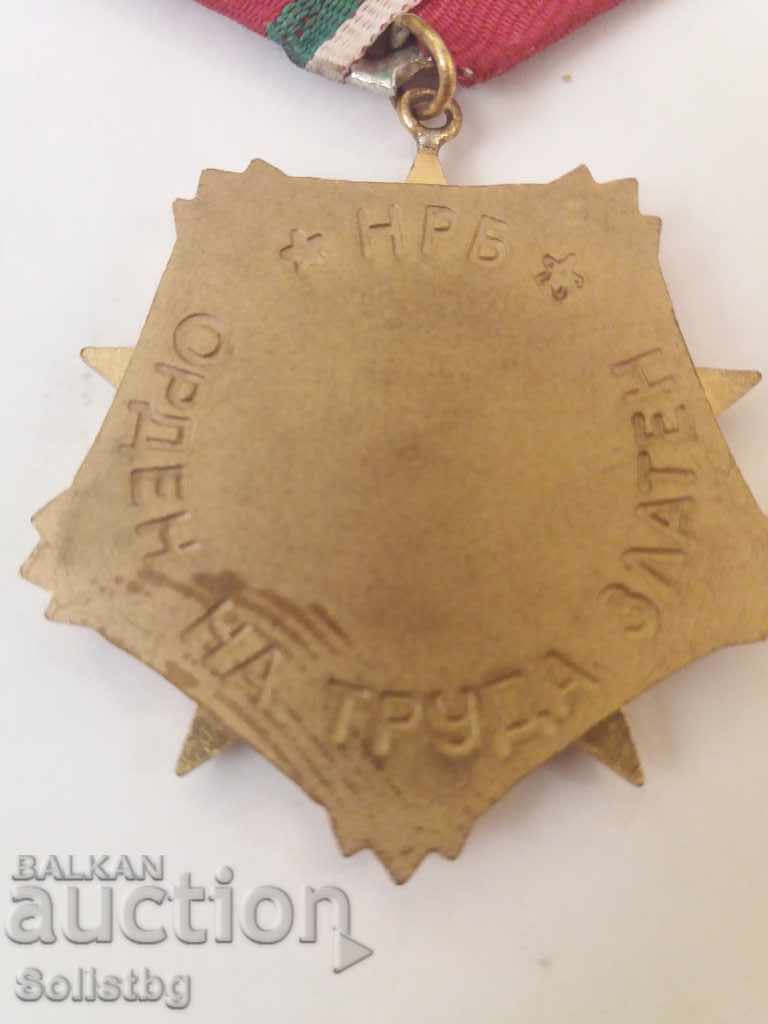 НРБ
ОРДЕН НА ТРУДА ЗЛАТЕН
BALKAN
auction
Solistbg